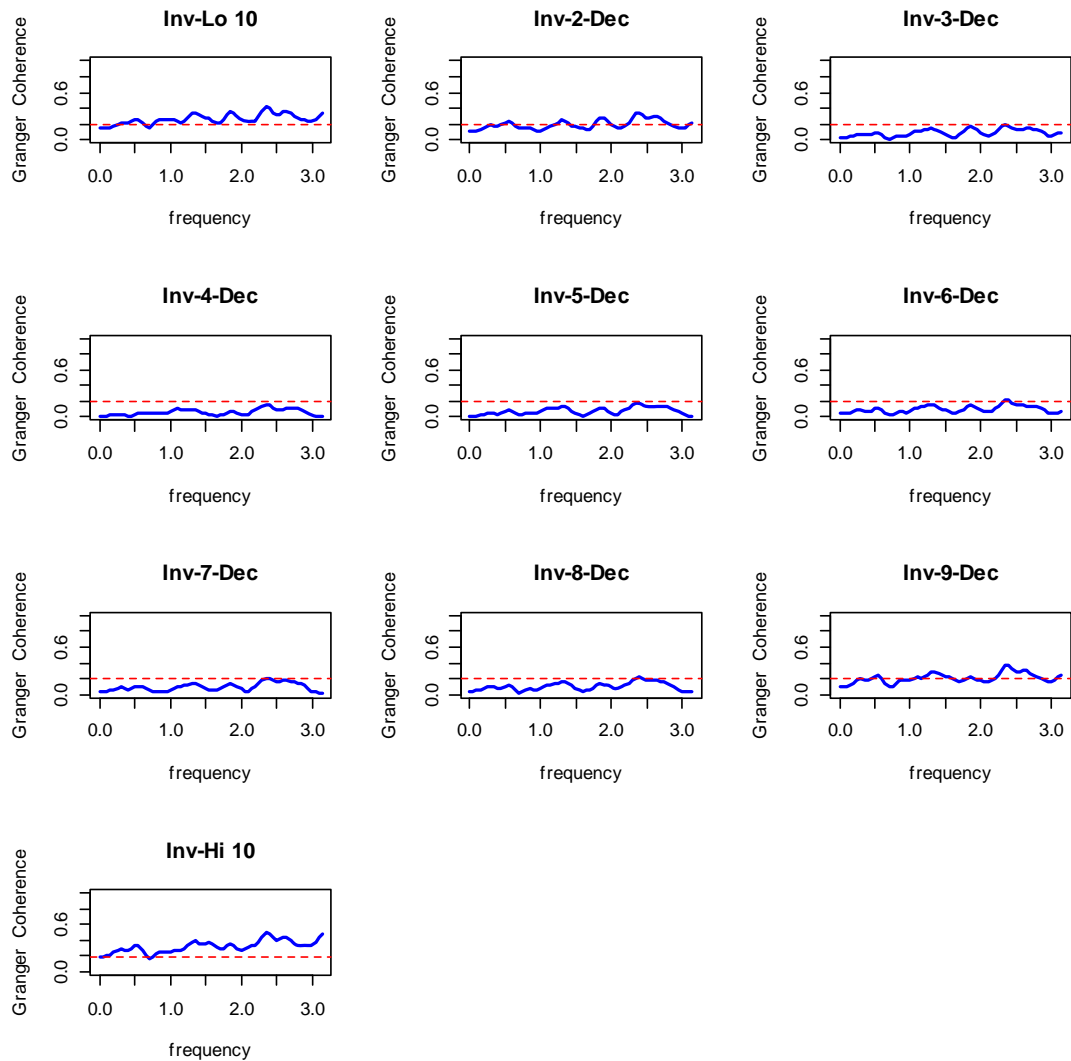 Inv-Lo 10
Granger Coherence
0.0 0.6
0.0 1.0 2.0 3.0
frequency
Inv-2-Dec
Granger Coherence
0.0 0.6
0.0 1.0 2.0 3.0
frequency
Inv-3-Dec
Granger Coherence
0.0 0.6
0.0 1.0 2.0 3.0
frequency
Inv-4-Dec
Granger Coherence
0.0 0.6
0.0 1.0 2.0 3.0
frequency
Inv-5-Dec
Granger Coherence
0.0 0.6
0.0 1.0 2.0 3.0
frequency
Inv-6-Dec
Granger Coherence
0.0 0.6
0.0 1.0 2.0 3.0
frequency
Inv-7-Dec
Granger Coherence
0.0 0.6
0.0 1.0 2.0 3.0
frequency
Inv-8-Dec
Granger Coherence
0.0 0.6
0.0 1.0 2.0 3.0
frequency
Inv-9-Dec
Granger Coherence
0.0 0.6
0.0 1.0 2.0 3.0
frequency
Inv-Hi 10
Granger Coherence
0.0 0.6
0.0 1.0 2.0 3.0
frequency